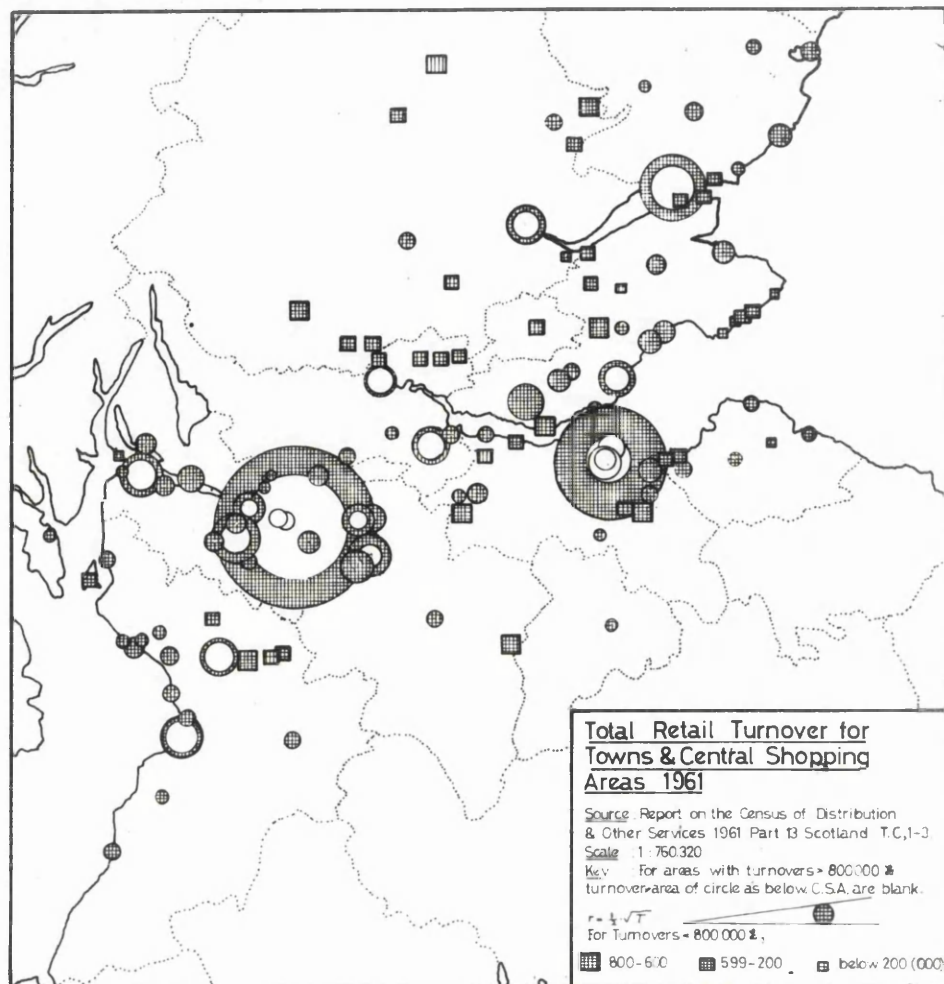 Total Retail Turnover for
Towns & Central Shopping
Areas 1961
Source : Report on the Census of Distribution
& Other Services 1961 Part 13 Scotland T.C,1-3
Scale 1:760.320
Key For areas with turnovers > 800000 £
turnover=area of circle as below C.S.A. are blank.
r = ½ √T
For Turnovers < 800 000 £,
800-600 599-200 below 200 (000)